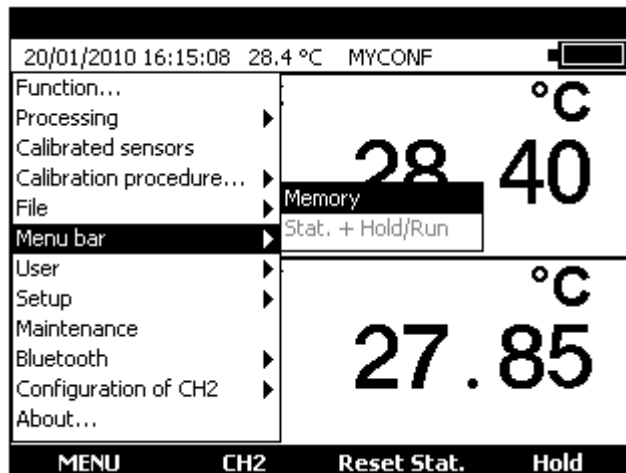 20/01/2010 16:15:08 28.4 °C MYCONF
Function...
Processing
Calibrated sensors
Calibration procedure...
File
Menu bar
User
Setup
Maintenance
Bluetooth
Configuration of CH2
About...
Memory
Stat. + Hold/Run
°C
28 40
°C
27.85
MENU CH2 Reset Stat. Hold